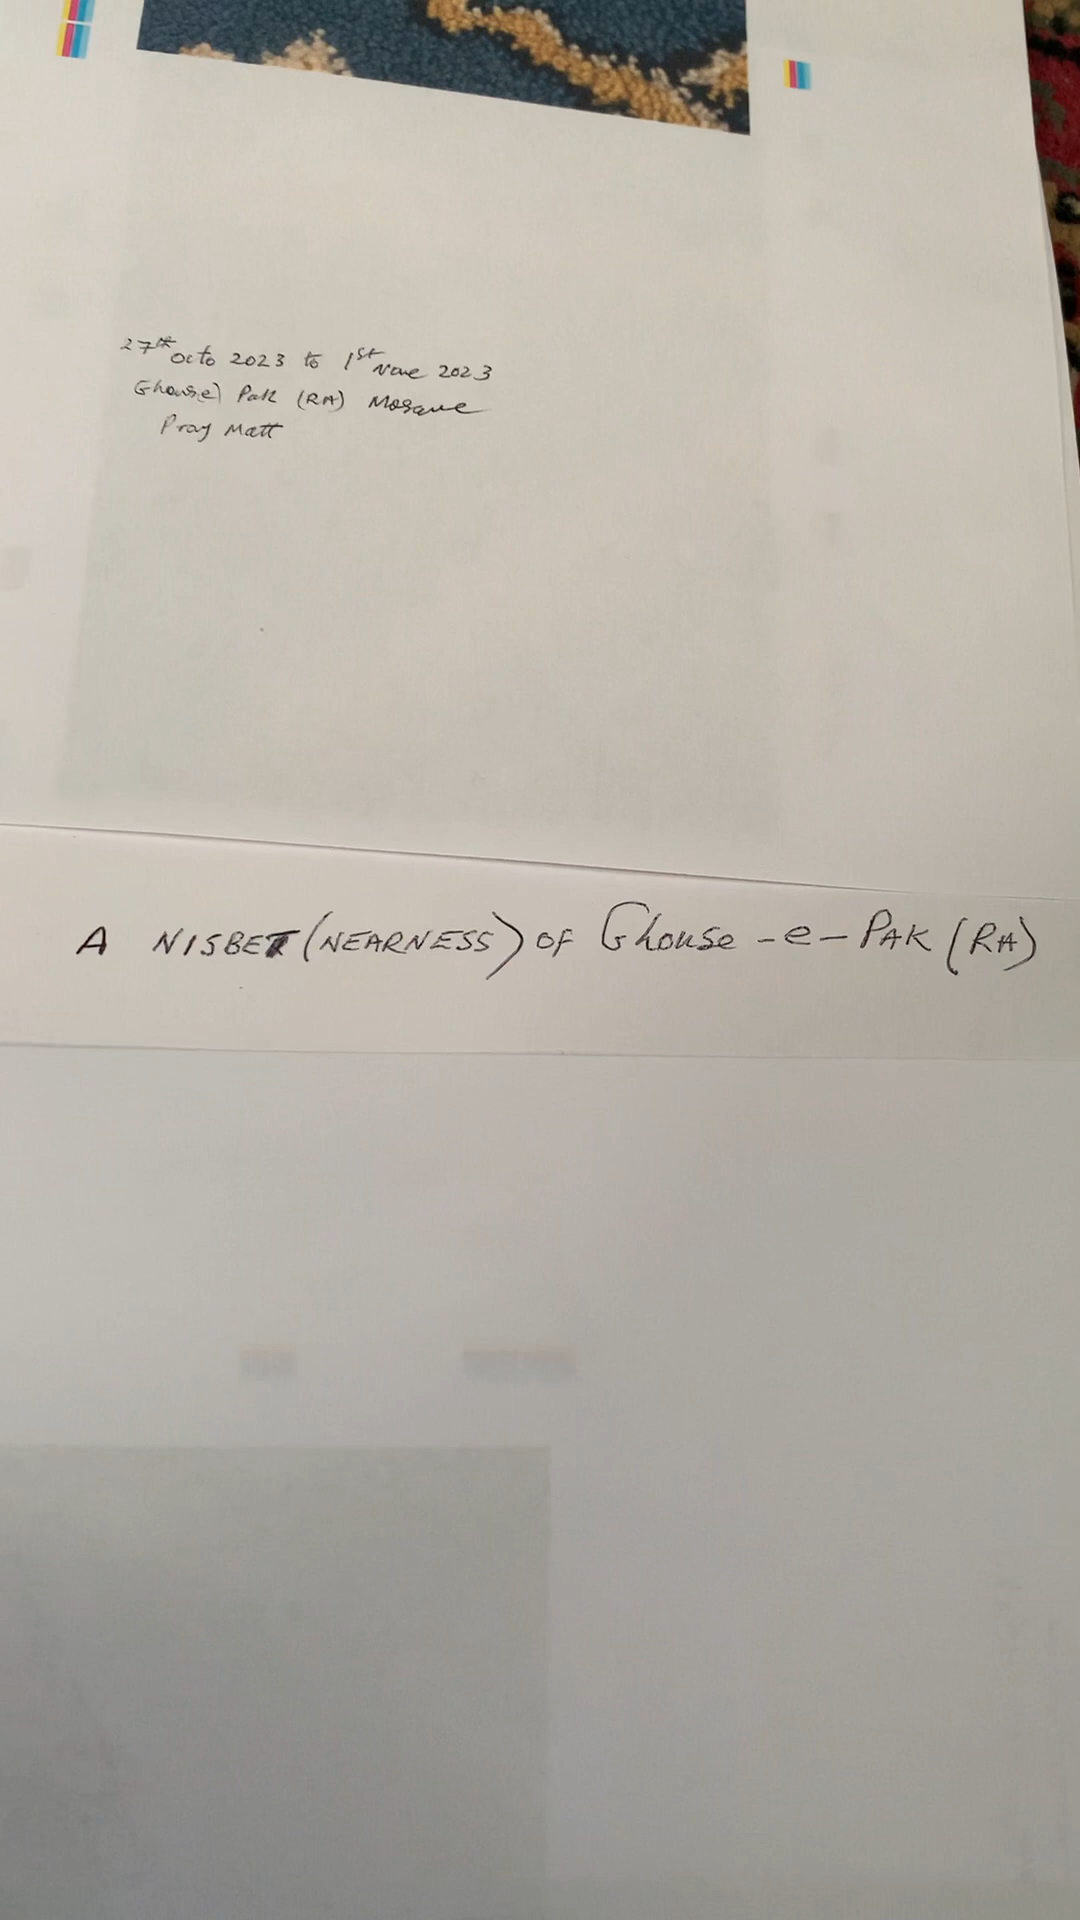 27th Octo 2023 to 1st Nove 2023
Ghouse) Pak (RA) Mosque
Pray Matt
A NISBET (NEARNESS) OF Ghouse -e- PAK (RA)